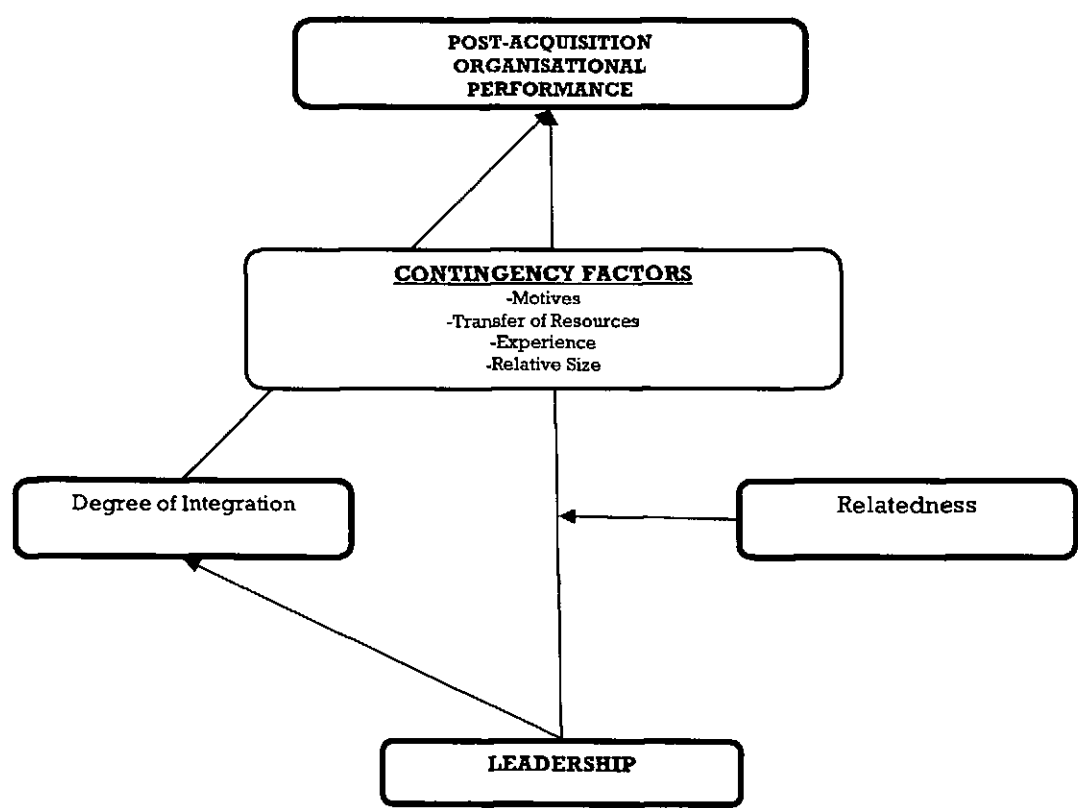 POST-ACQUISITION
ORGANISATIONAL
PERFORMANCE
CONTINGENCY FACTORS
-Motives
-Transfer of Resources
-Experience
-Relative Size
Degree of Integration
Relatedness
LEADERSHIP